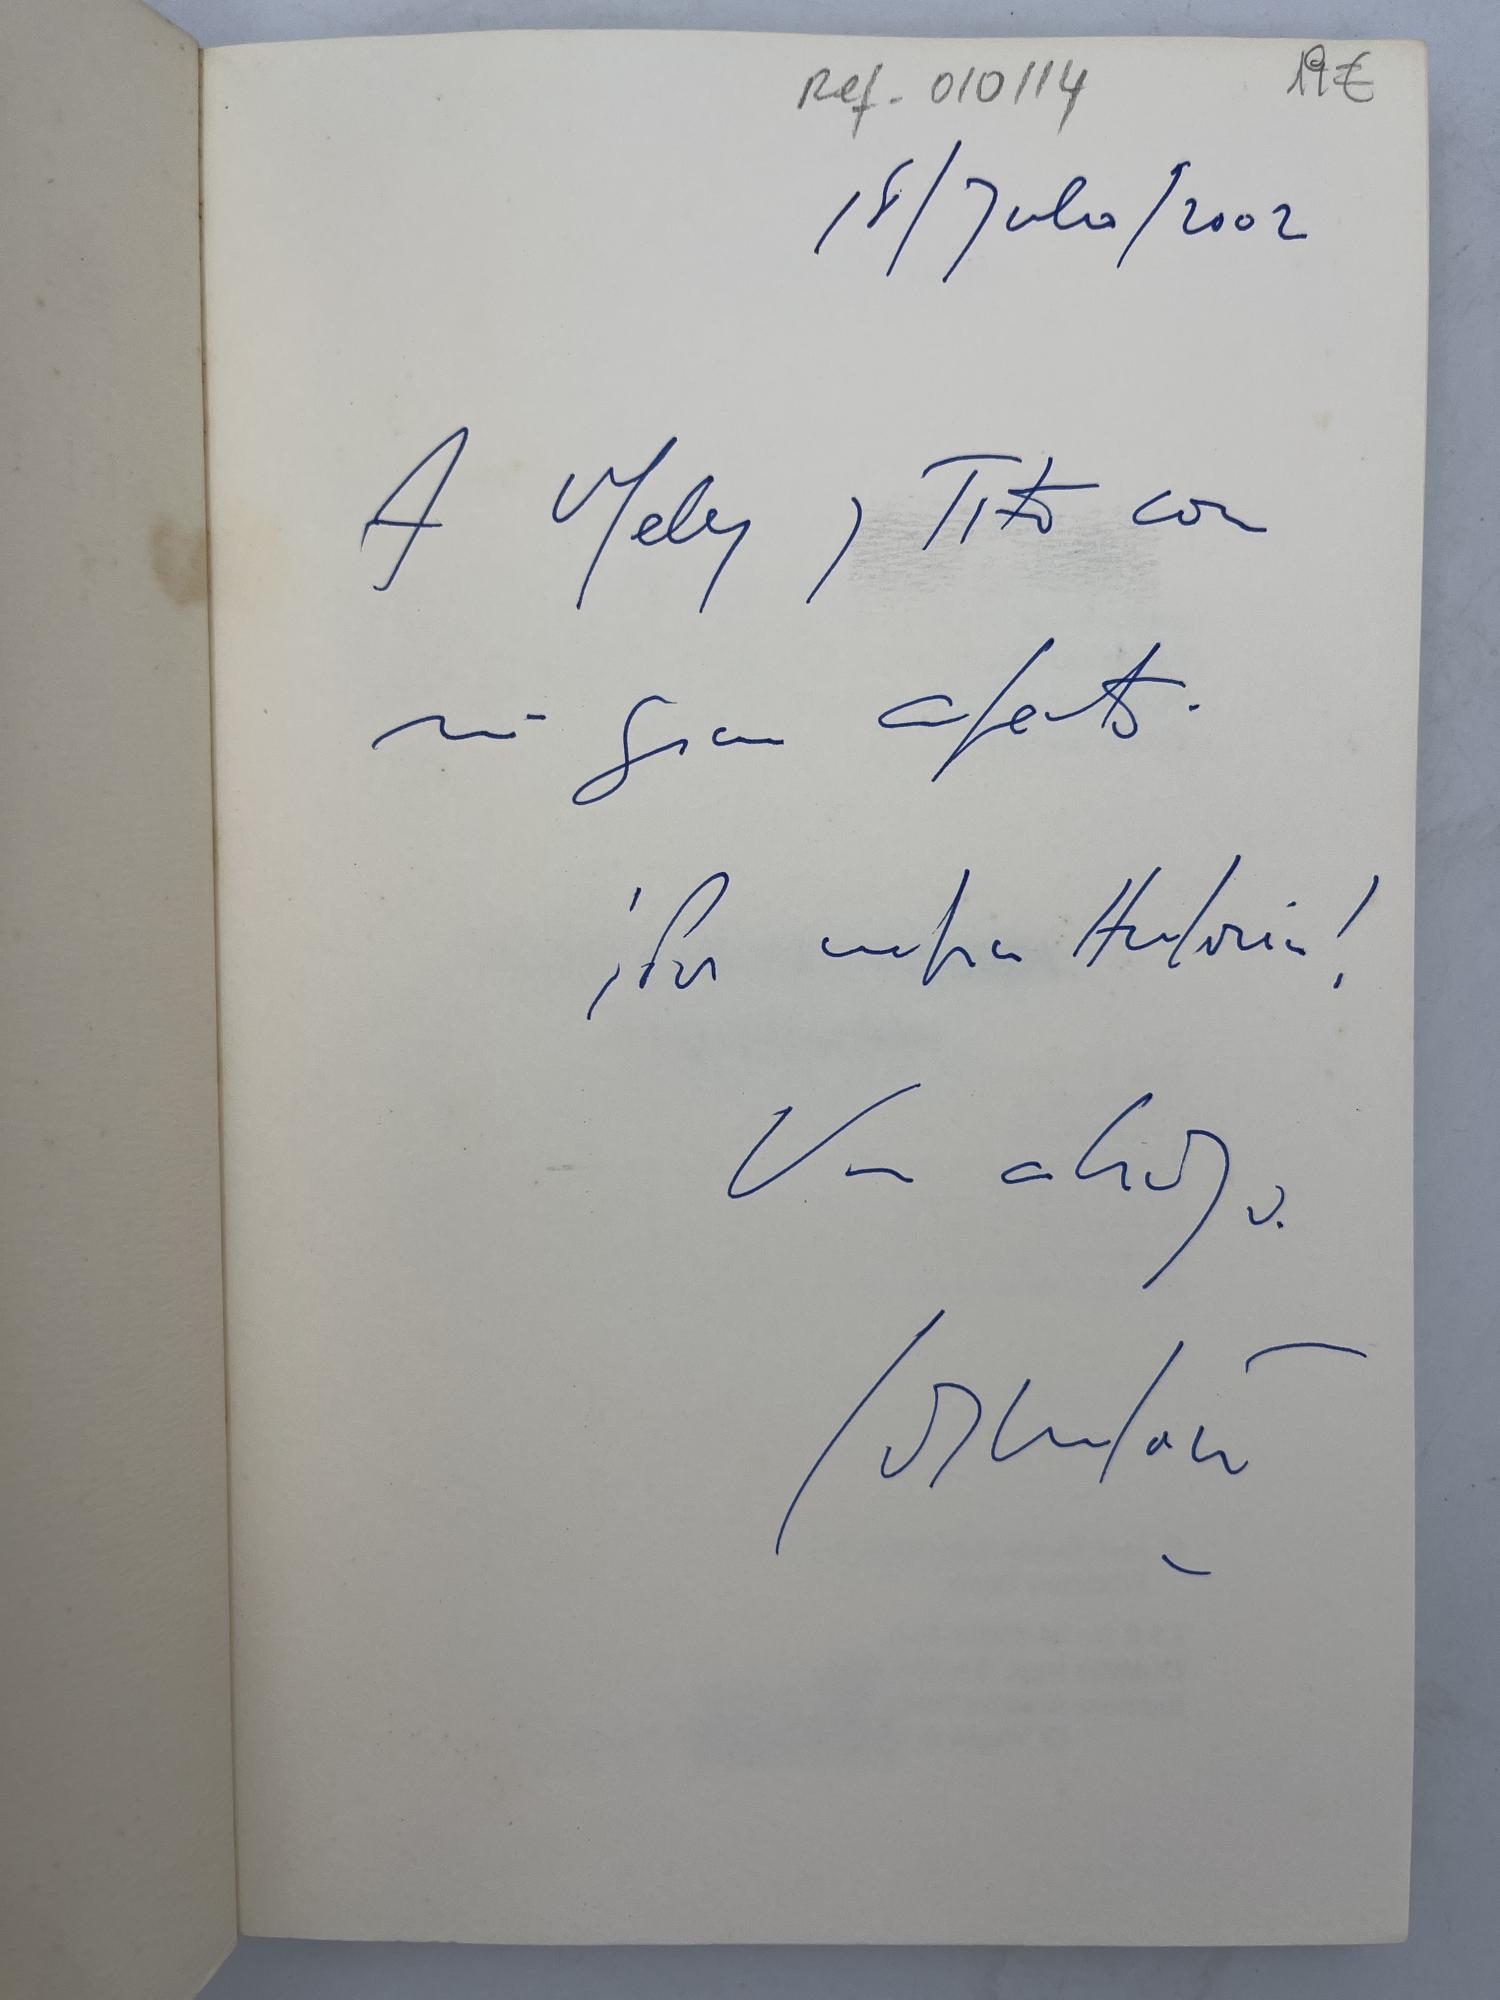 Ref. 010114
19€
18/Julio/2002
A Mely y Tito con
mi gran afecto.
¡Por nuestra Historia!
Un abrazo.